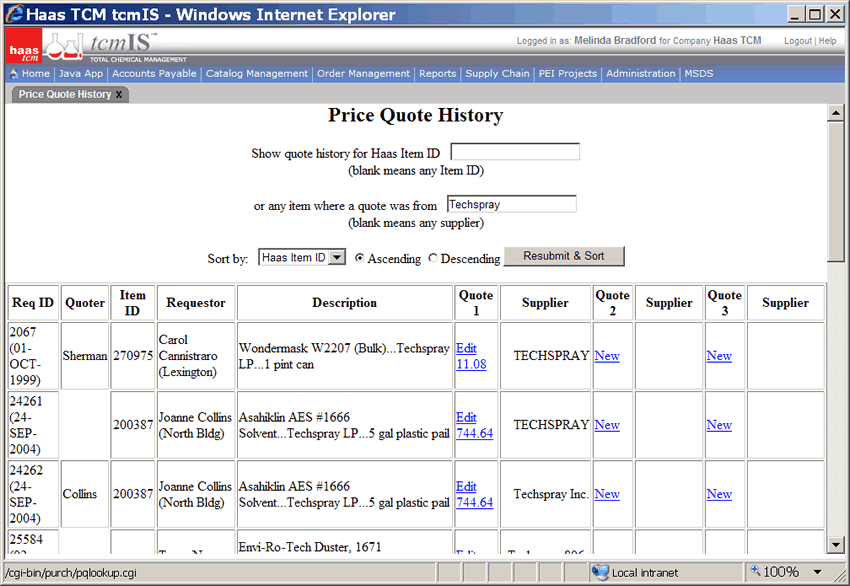 Haas TCM tcmIS - Windows Internet Explorer
haas tcm
tcmIS™
TOTAL CHEMICAL MANAGEMENT
Logged in as: Melinda Bradford for Company Haas TCM
Logout | Help
Home | Java App | Accounts Payable | Catalog Management | Order Management | Reports | Supply Chain | PEI Projects | Administration | MSDS
Price Quote History x
Price Quote History
Show quote history for Haas Item ID
(blank means any Item ID)
or any item where a quote was from Techspray
(blank means any supplier)
Sort by: Haas Item ID Ascending Descending Resubmit & Sort
Req ID Quoter Item ID Requestor Description Quote 1 Supplier Quote 2 Supplier Quote 3 Supplier
2067 (01-OCT-1999) Sherman 270975 Carol Cannistraro (Lexington) Wondermask W2207 (Bulk)...Techspray LP...1 pint can Edit 11.08 TECHSPRAY New New
24261 (24-SEP-2004) 200387 Joanne Collins (North Bldg) Asahiklin AES #1666 Solvent...Techspray LP...5 gal plastic pail Edit 744.64 TECHSPRAY New New
24262 (24-SEP-2004) Collins 200387 Joanne Collins (North Bldg) Asahiklin AES #1666 Solvent...Techspray LP...5 gal plastic pail Edit 744.64 Techspray Inc. New New
25584 Envi-Ro-Tech Duster, 1671
/cgi-bin/purch/pqlookup.cgi
Local intranet
100%